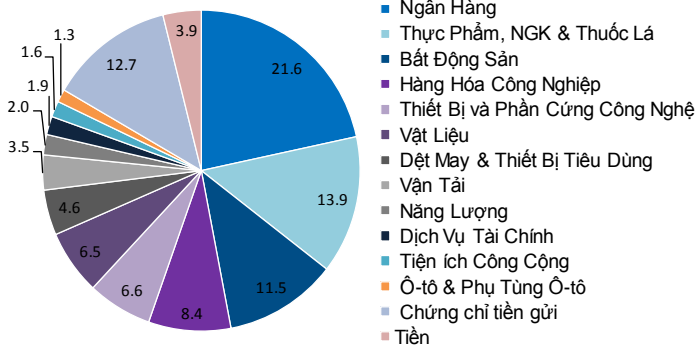 21.6
13.9
11.5
8.4
6.6
6.5
4.6
3.5
2.0
1.9
1.6
1.3
12.7
3.9
Ngân Hàng
Thực Phẩm, NGK & Thuốc Lá
Bất Động Sản
Hàng Hóa Công Nghiệp
Thiết Bị và Phần Cứng Công Nghệ
Vật Liệu
Dệt May & Thiết Bị Tiêu Dùng
Vận Tải
Năng Lượng
Dịch Vụ Tài Chính
Tiện ích Công Cộng
Ô-tô & Phụ Tùng Ô-tô
Chứng chỉ tiền gửi
Tiền